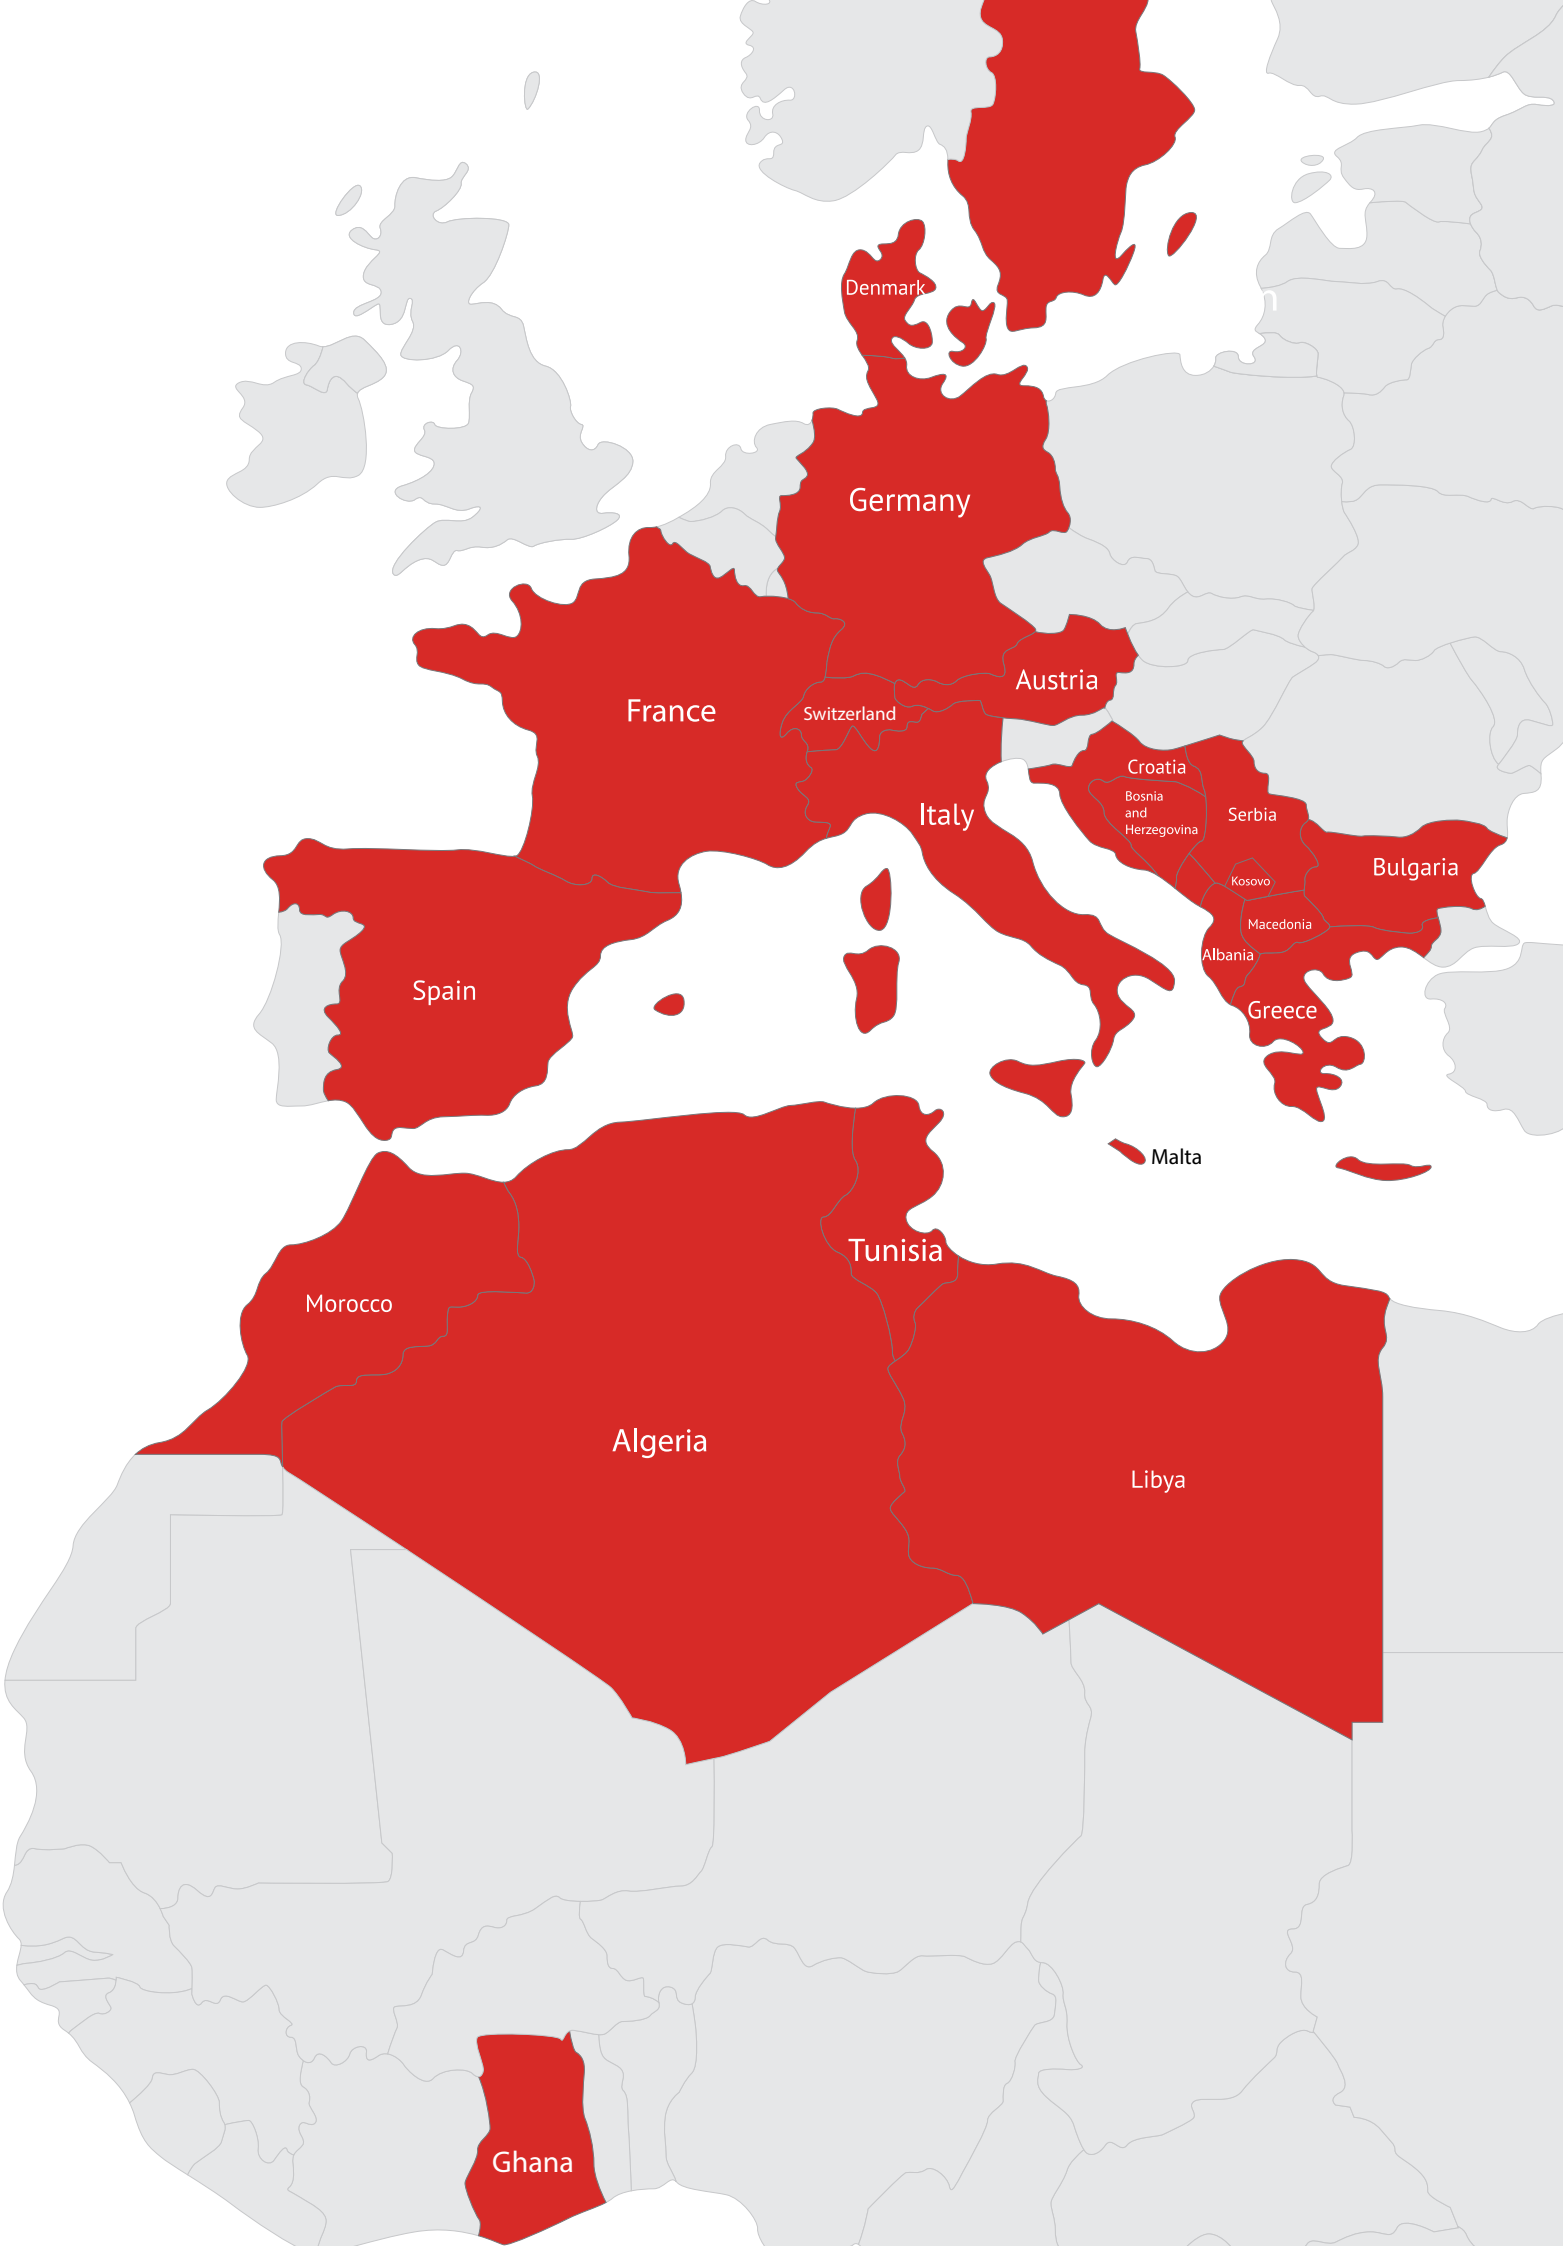 Denmark
Germany
Austria
France
Switzerland
Croatia
Bosnia
and
Herzegovina
Italy
Serbia
Bulgaria
Kosovo
Macedonia
Albania
Spain
Greece
Malta
Tunisia
Morocco
Algeria
Libya
Ghana